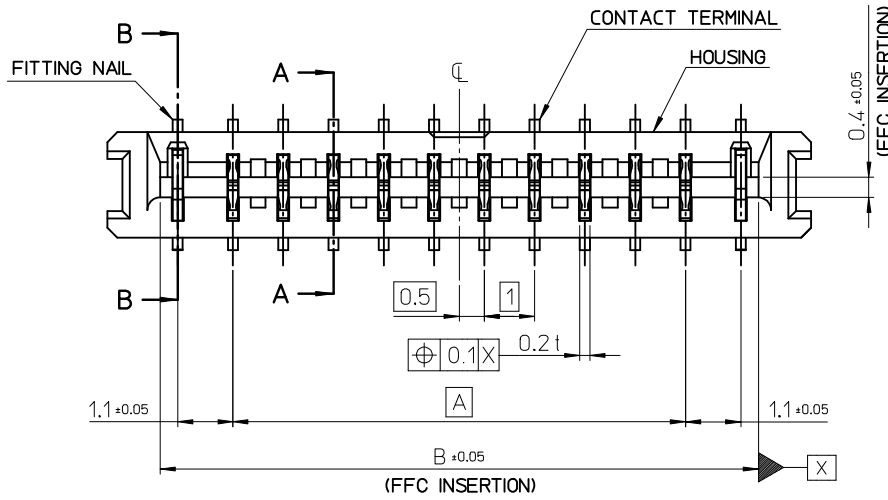 CONTACT TERMINAL
B
FITTING NAIL
A
℄
HOUSING
0.4 ±0.05
(FFC INSERTION)
B
A
0.5
1
⌖ 0.1 X
0.2 t
1.1 ±0.05
A
1.1 ±0.05
B ±0.05
(FFC INSERTION)
X